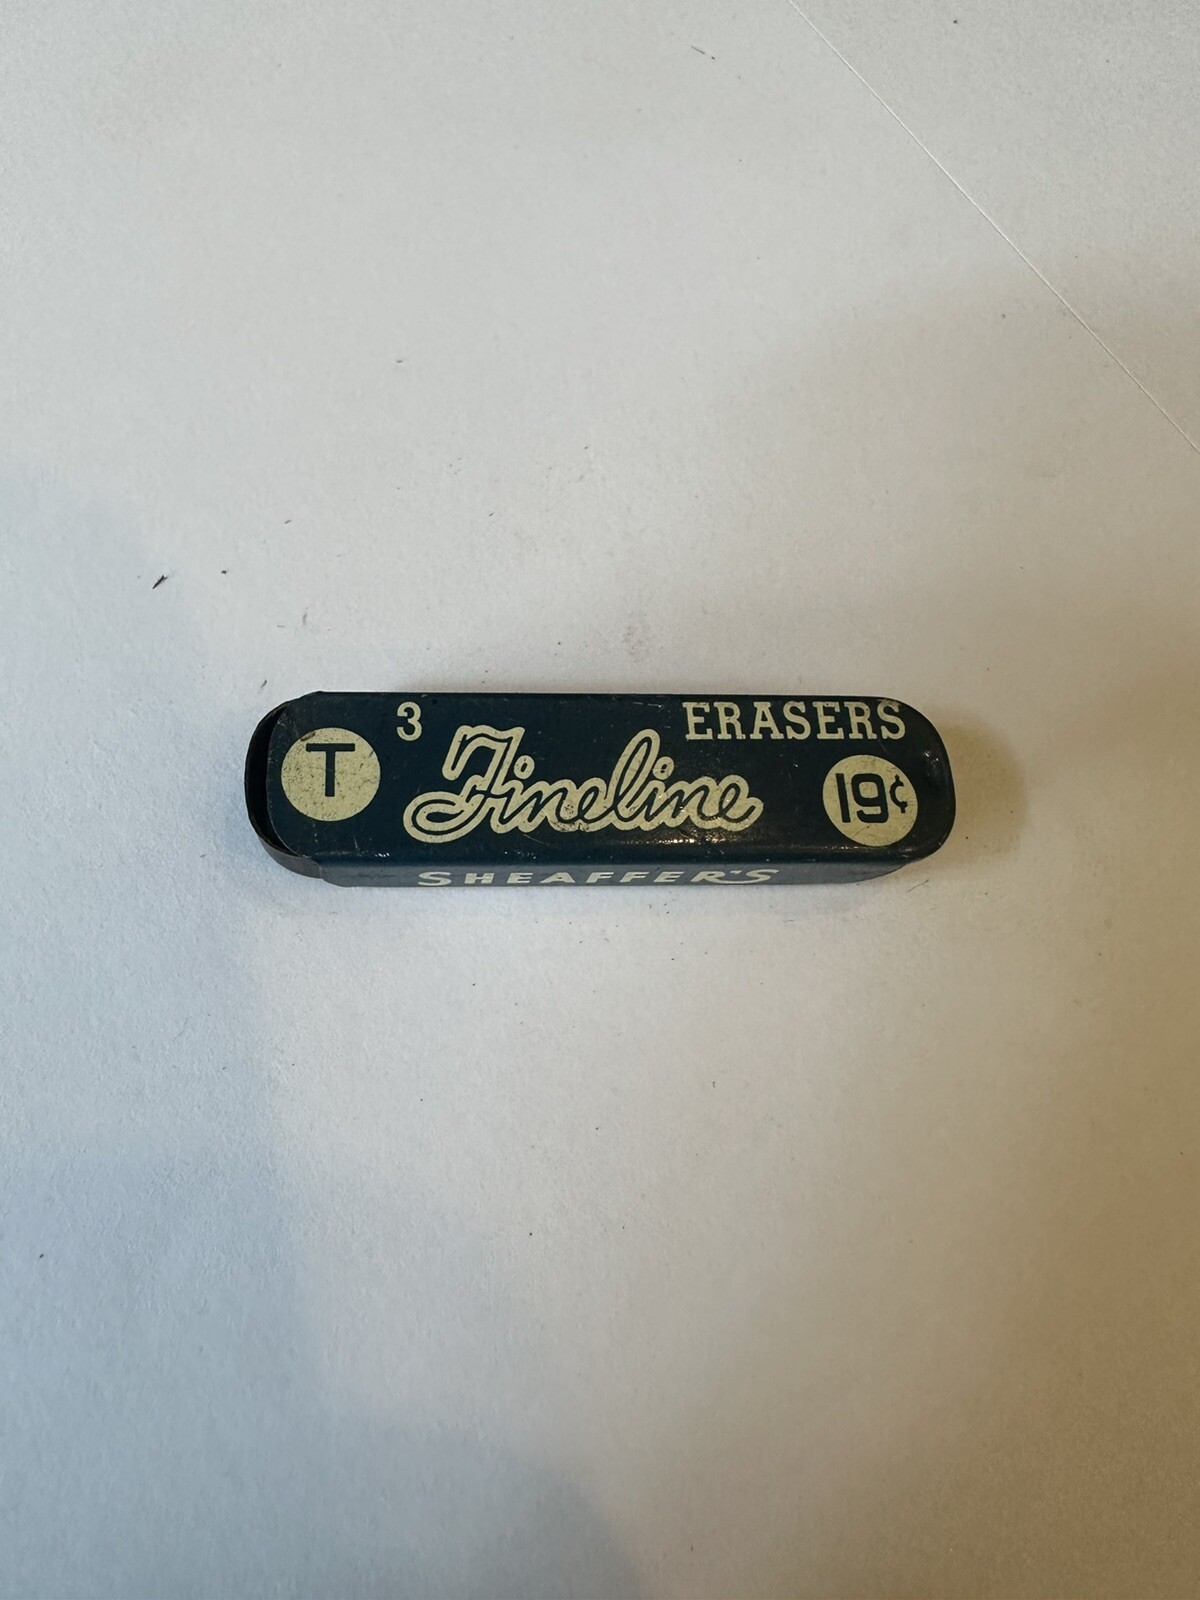 3 ERASERS
T Fineline 19¢
SHEAFFER'S